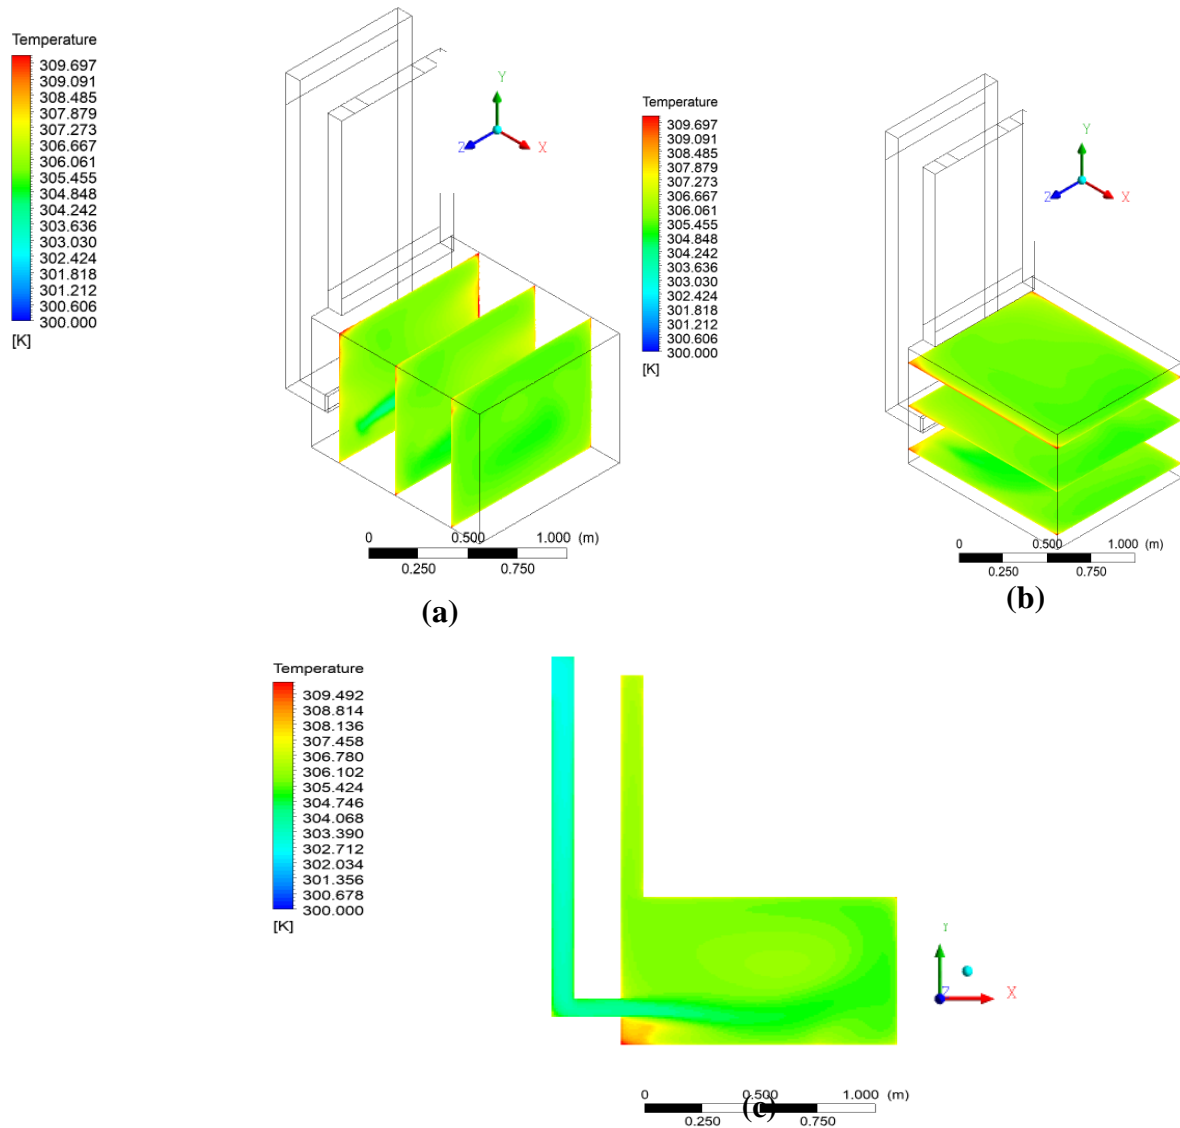 Temperature
309.697
309.091
308.485
307.879
307.273
306.667
306.061
305.455
304.848
304.242
303.636
303.030
302.424
301.818
301.212
300.606
300.000
[K]
Y
Z
X
0 0.500 1.000 (m)
0.250 0.750
(a)
Temperature
309.697
309.091
308.485
307.879
307.273
306.667
306.061
305.455
304.848
304.242
303.636
303.030
302.424
301.818
301.212
300.606
300.000
[K]
Y
Z
X
0 0.500 1.000 (m)
0.250 0.750
(b)
Temperature
309.492
308.814
308.136
307.458
306.780
306.102
305.424
304.746
304.068
303.390
302.712
302.034
301.356
300.678
300.000
[K]
Y
Z
X
0 0.500 1.000 (m)
0.250 0.750
(c)